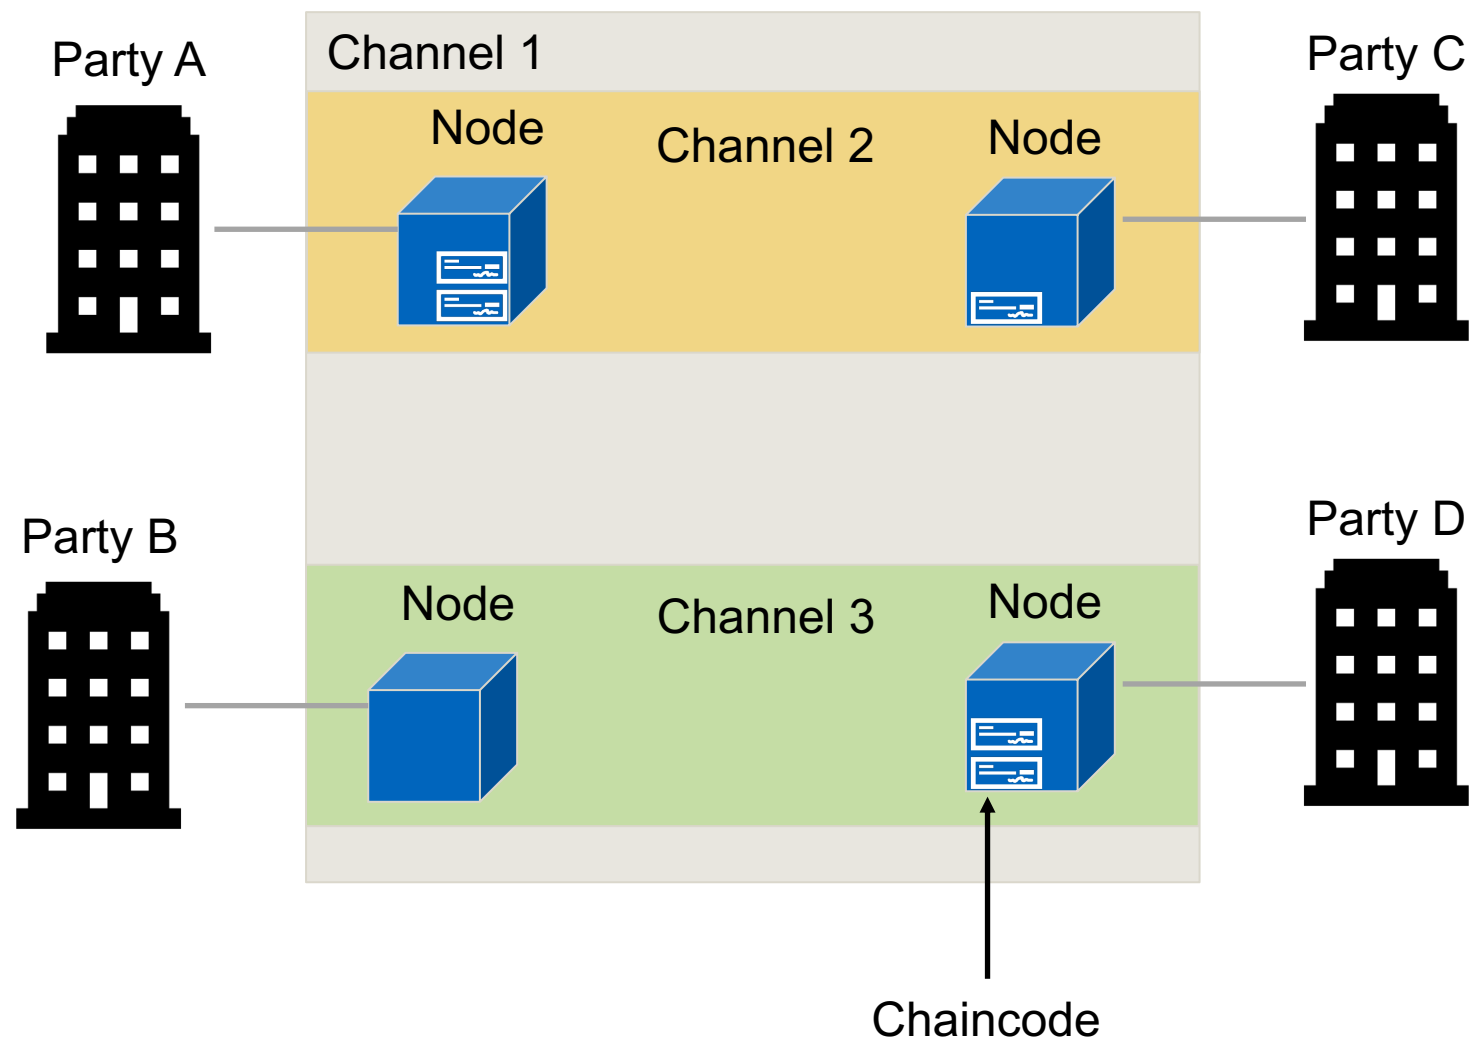 Party A
Channel 1
Party C
Node
Channel 2
Node
Party B
Party D
Node
Channel 3
Node
Chaincode